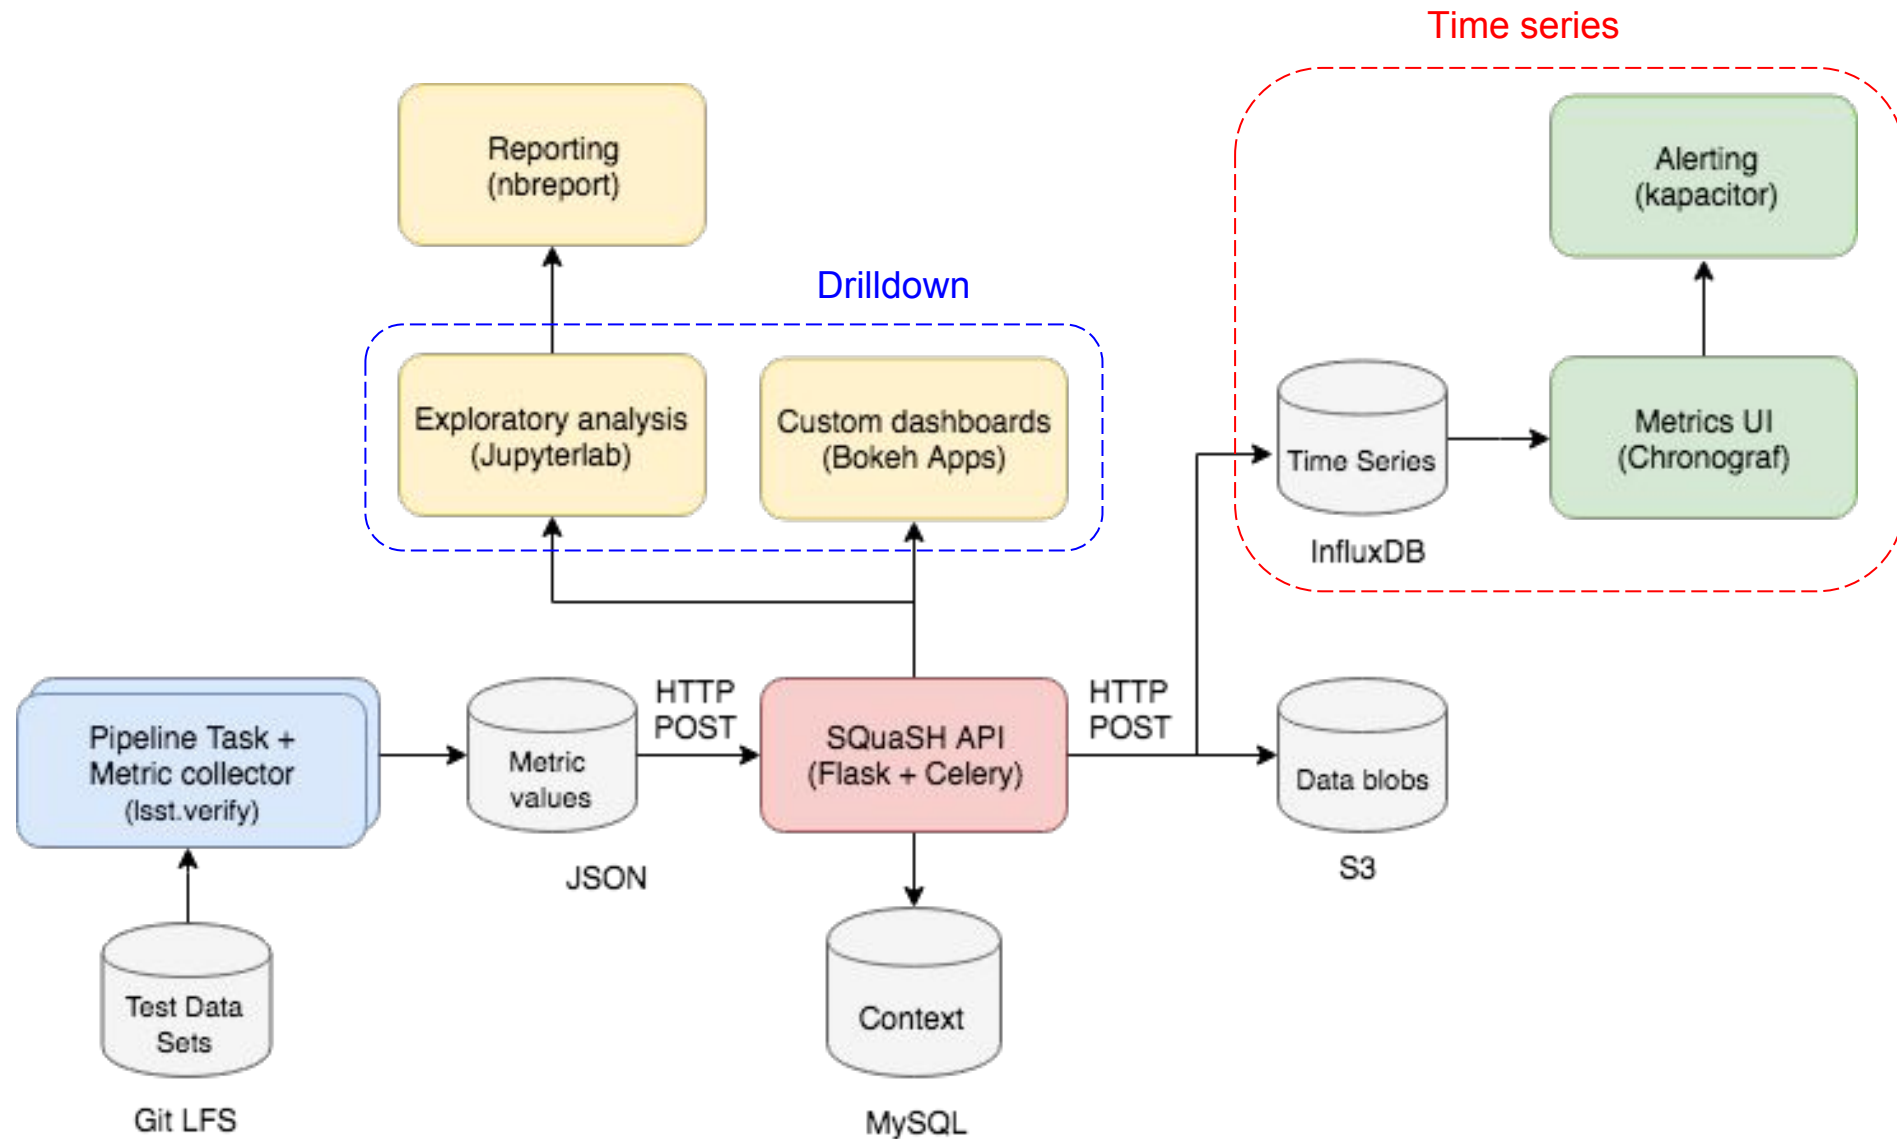 Time series
Reporting
(nbreport)
Alerting
(kapacitor)
Drilldown
Exploratory analysis
(Jupyterlab)
Custom dashboards
(Bokeh Apps)
Time Series
InfluxDB
Metrics UI
(Chronograf)
Pipeline Task +
Metric collector
(lsst.verify)
Metric
values
JSON
HTTP
POST
SQuaSH API
(Flask + Celery)
HTTP
POST
Data blobs
S3
Test Data
Sets
Git LFS
Context
MySQL